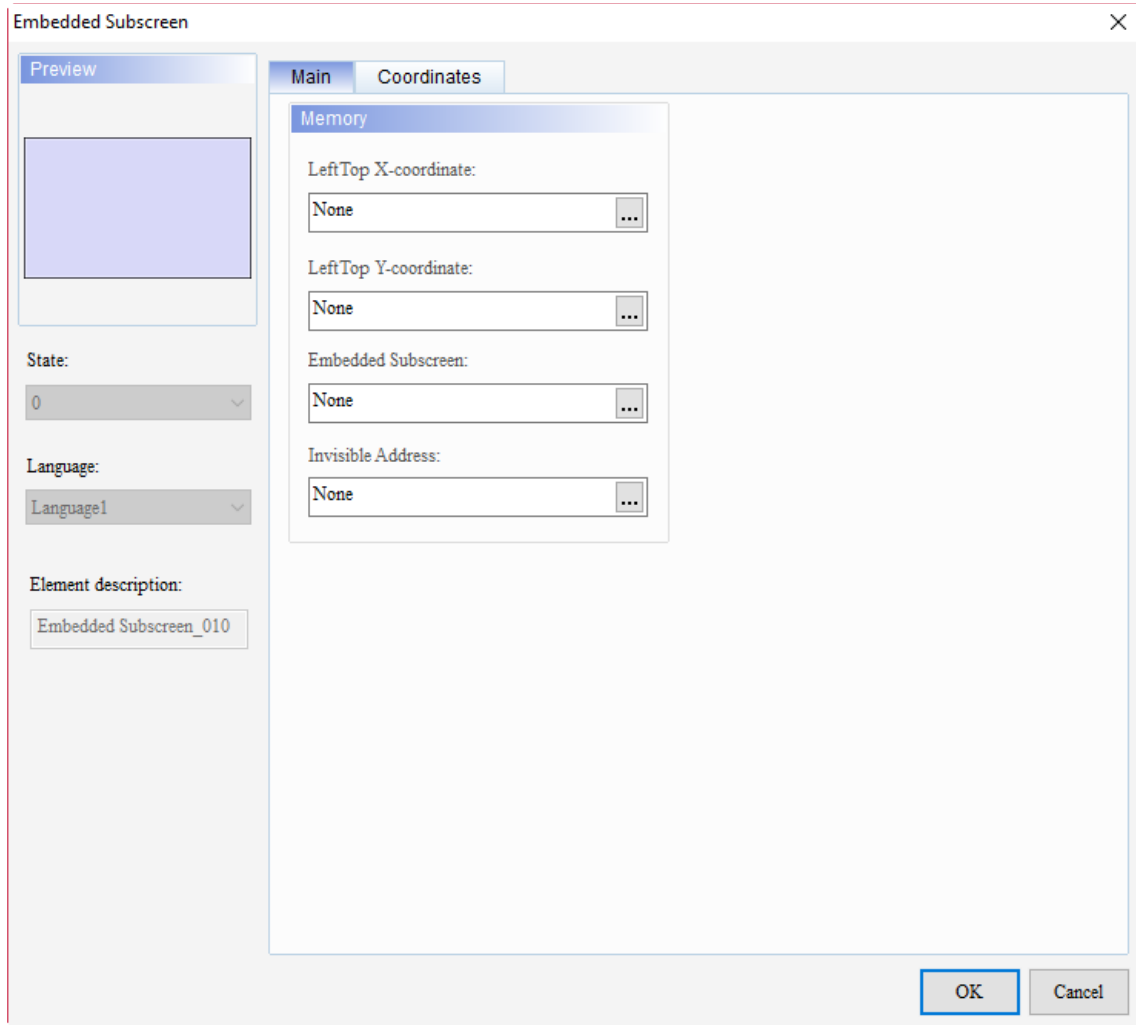 Embedded Subscreen
Preview
Main
Coordinates
Memory
LeftTop X-coordinate:
None
...
LeftTop Y-coordinate:
None
...
State:
Embedded Subscreen:
0
None
...
Language:
Invisible Address:
Language1
None
...
Element description:
Embedded Subscreen_010
OK
Cancel